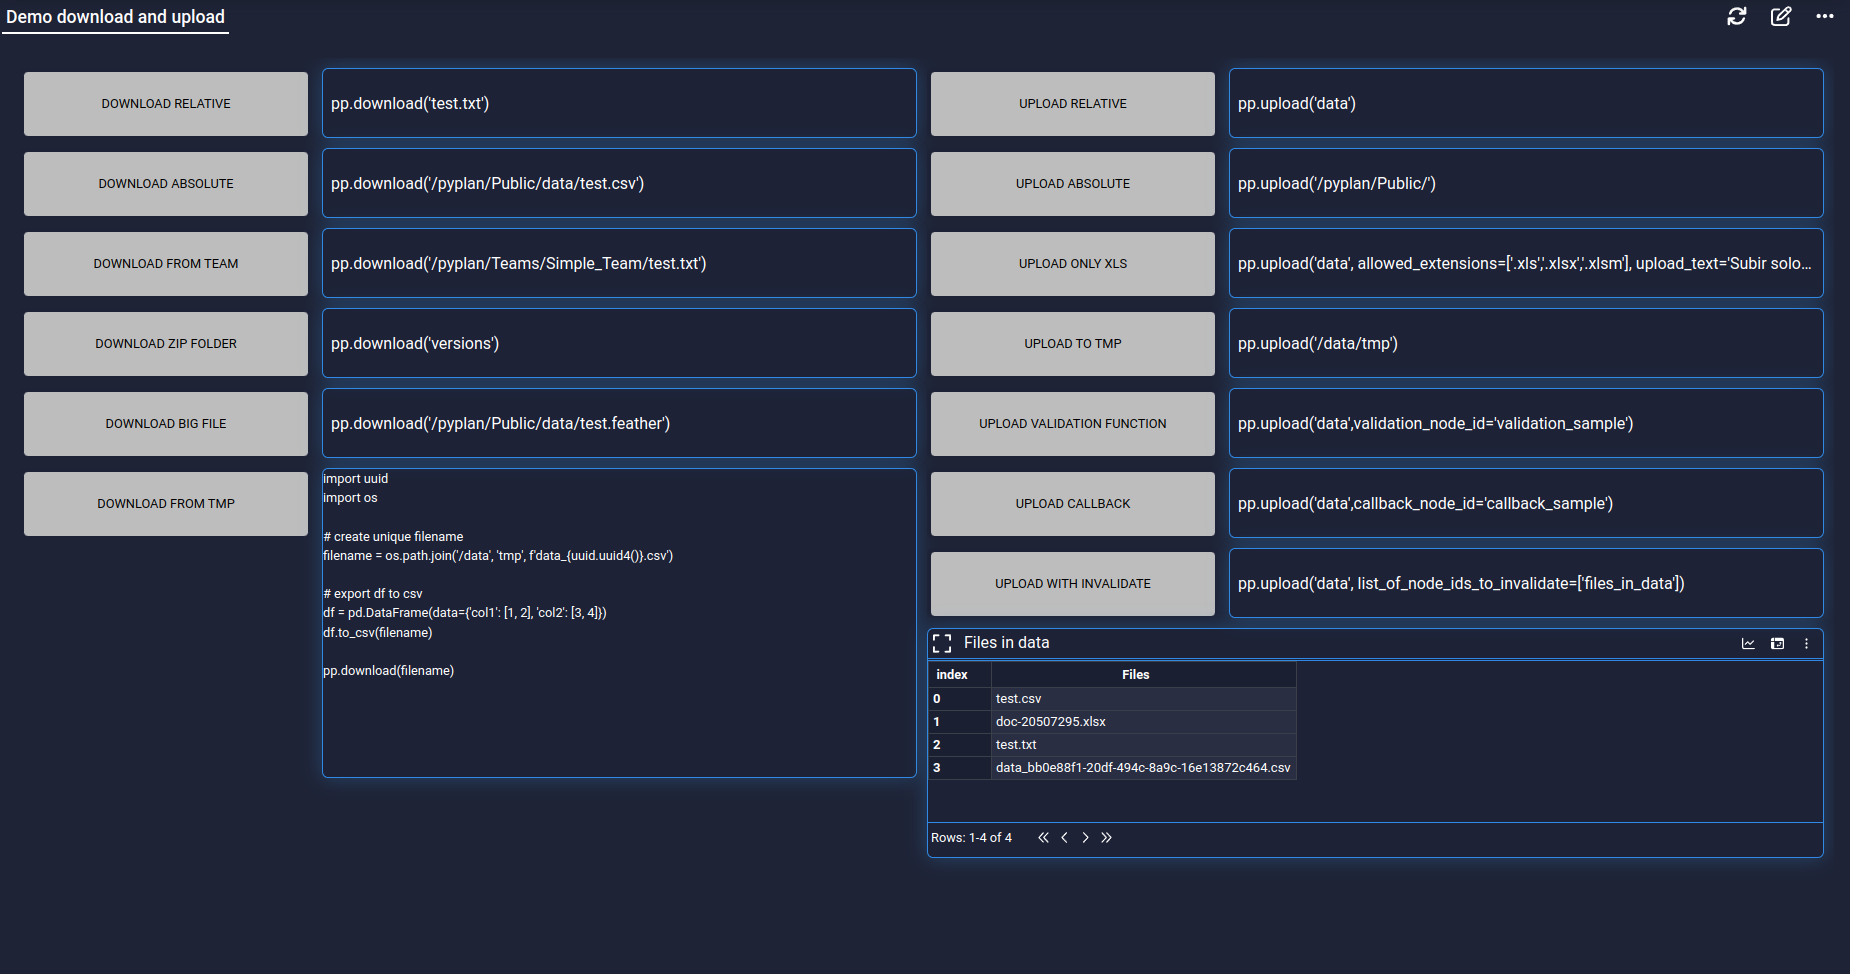 Demo download and upload
DOWNLOAD RELATIVE
pp.download('test.txt')
DOWNLOAD ABSOLUTE
pp.download('/pyplan/Public/data/test.csv')
DOWNLOAD FROM TEAM
pp.download('/pyplan/Teams/Simple_Team/test.txt')
DOWNLOAD ZIP FOLDER
pp.download('versions')
DOWNLOAD BIG FILE
pp.download('/pyplan/Public/data/test.feather')
DOWNLOAD FROM TMP
import uuid
import os
# create unique filename
filename = os.path.join('/data', 'tmp', f'data_{uuid.uuid4()}.csv')
# export df to csv
df = pd.DataFrame(data={'col1': [1, 2], 'col2': [3, 4]})
df.to_csv(filename)
pp.download(filename)
UPLOAD RELATIVE
pp.upload('data')
UPLOAD ABSOLUTE
pp.upload('/pyplan/Public/')
UPLOAD ONLY XLS
pp.upload('data', allowed_extensions=['.xls','.xlsx','.xlsm'], upload_text='Subir solo...
UPLOAD TO TMP
pp.upload('/data/tmp')
UPLOAD VALIDATION FUNCTION
pp.upload('data',validation_node_id='validation_sample')
UPLOAD CALLBACK
pp.upload('data',callback_node_id='callback_sample')
UPLOAD WITH INVALIDATE
pp.upload('data', list_of_node_ids_to_invalidate=['files_in_data'])
Files in data
index Files
0 test.csv
1 doc-20507295.xlsx
2 test.txt
3 data_bb0e88f1-20df-494c-8a9c-16e13872c464.csv
Rows: 1-4 of 4